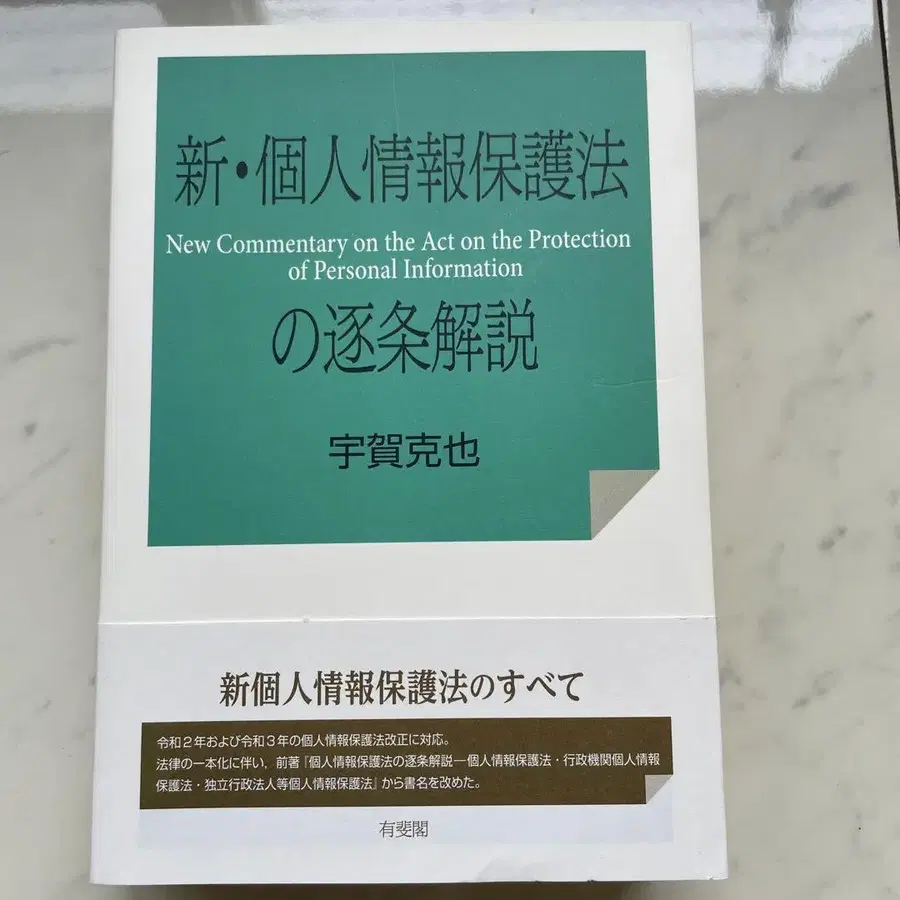 新・個人情報保護法
New Commentary on the Act on the Protection
of Personal Information
の逐条解説
宇賀克也
新個人情報保護法のすべて
令和2年および令和3年の個人情報保護法改正に対応。
法律の一本化に伴い，前著『個人情報保護法の逐条解説―個人情報保護法・行政機関個人情報
保護法・独立行政法人等個人情報保護法』から書名を改めた。
有斐閣